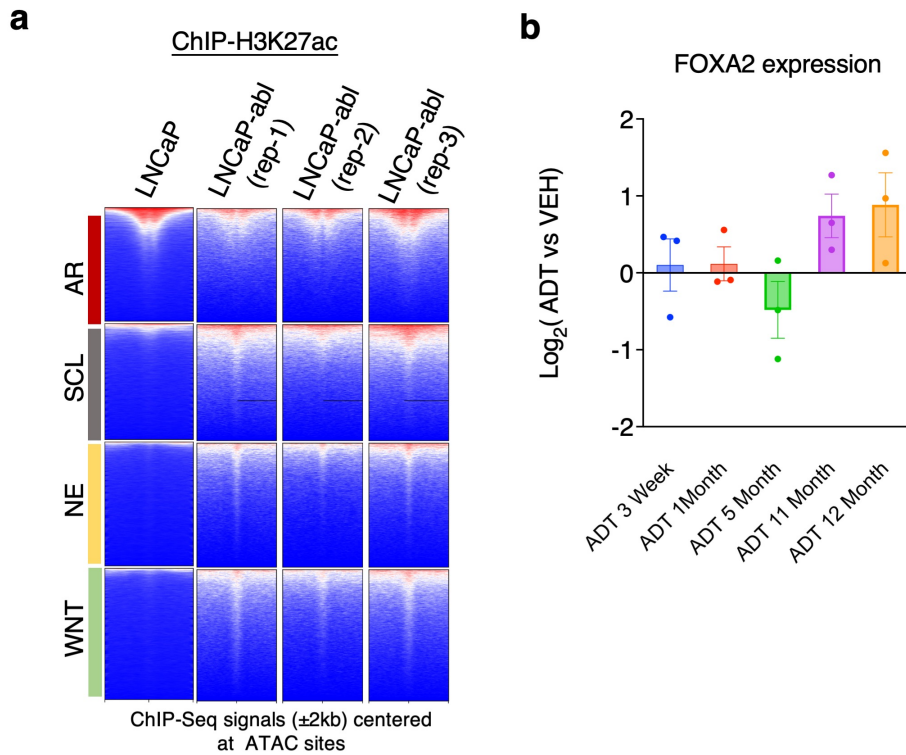 a
ChIP-H3K27ac
LNCaP
LNCaP-abl
(rep-1)
LNCaP-abl
(rep-2)
LNCaP-abl
(rep-3)
AR
SCL
NE
WNT
ChIP-Seq signals (±2kb) centered
at ATAC sites
b
FOXA2 expression
Log2( ADT vs VEH)
2
1
0
-1
-2
ADT 3 Week
ADT 1Month
ADT 5 Month
ADT 11 Month
ADT 12 Month